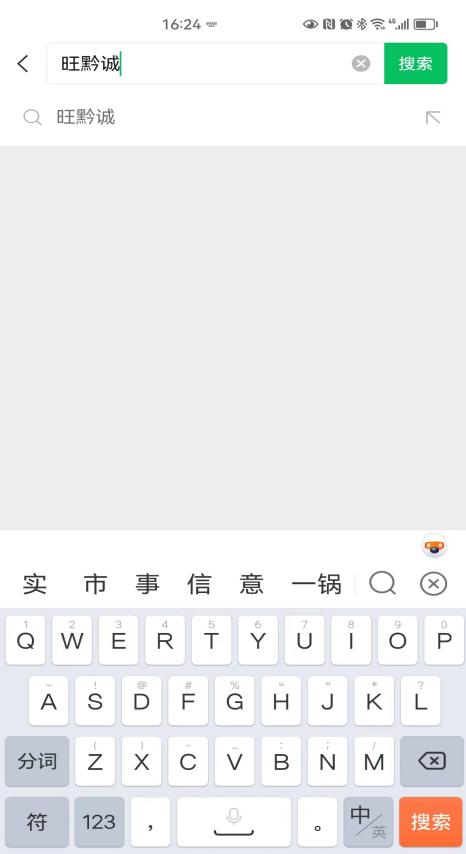 16:24
旺黔诚
搜索
旺黔诚
实 市 事 信 意 一锅
1 2 3 4 5 6 7 8 9 0
Q W E R T Y U I O P
~ ! @ # % “ ” * ?
A S D F G H J K L
( ) - _ : ; /
分词 Z X C V B N M
符 123 , 。 中/英 搜索